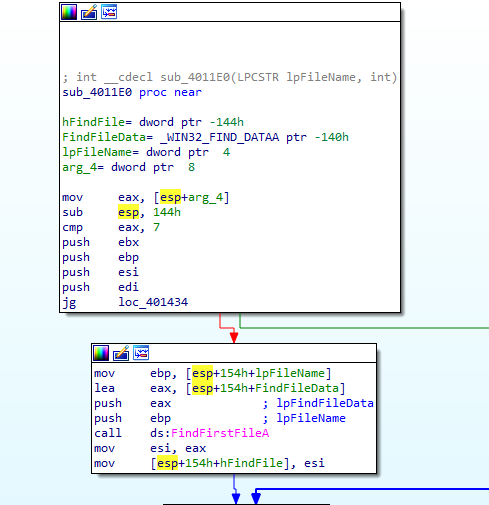 ; int __cdecl sub_4011E0(LPCSTR lpFileName, int)
sub_4011E0 proc near
hFindFile= dword ptr -144h
FindFileData= _WIN32_FIND_DATAA ptr -140h
lpFileName= dword ptr  4
arg_4= dword ptr  8
mov     eax, [esp+arg_4]
sub     esp, 144h
cmp     eax, 7
push    ebx
push    ebp
push    esi
push    edi
jg      loc_401434
mov     ebp, [esp+154h+lpFileName]
lea     eax, [esp+154h+FindFileData]
push    eax             ; lpFindFileData
push    ebp             ; lpFileName
call    ds:FindFirstFileA
mov     esi, eax
mov     [esp+154h+hFindFile], esi